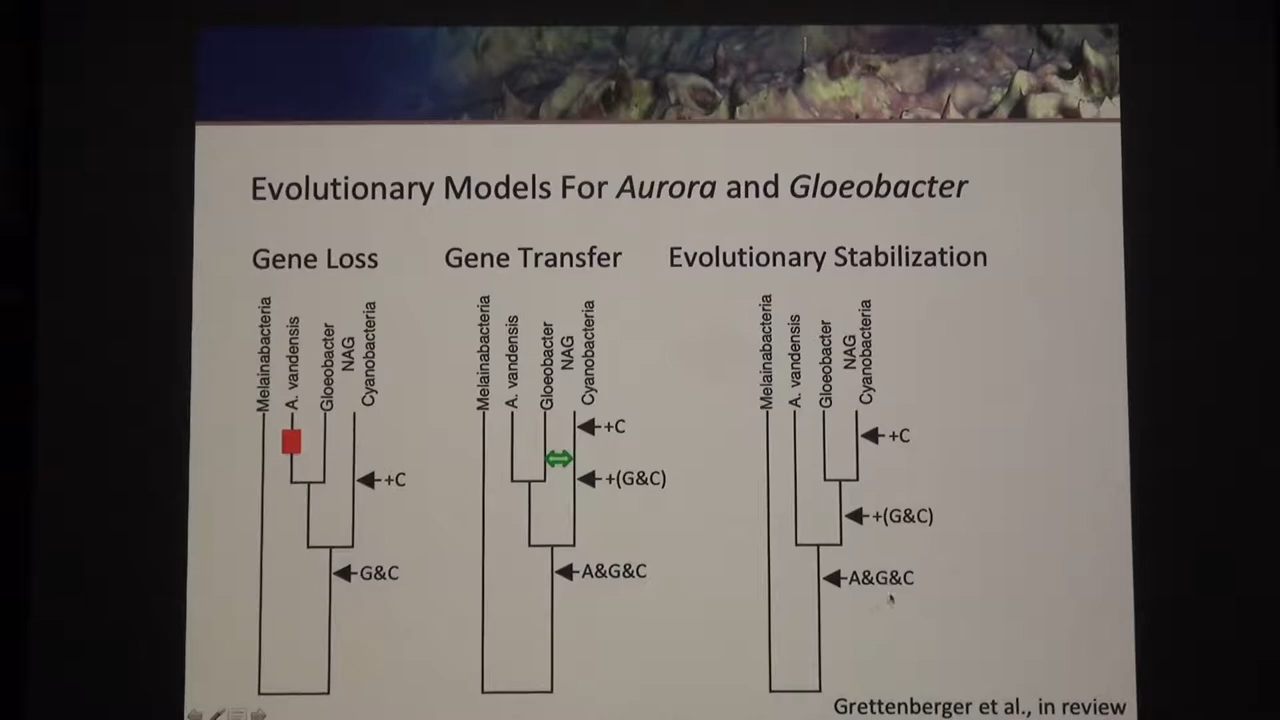 Evolutionary Models For Aurora and Gloeobacter
Gene Loss
Melainabacteria
A. vandensis
Gloeobacter
NAG
Cyanobacteria
+C
G&C
Gene Transfer
Melainabacteria
A. vandensis
Gloeobacter
NAG
Cyanobacteria
+C
+(G&C)
A&G&C
Evolutionary Stabilization
Melainabacteria
A. vandensis
Gloeobacter
NAG
Cyanobacteria
+C
+(G&C)
A&G&C
Grettenberger et al., in review